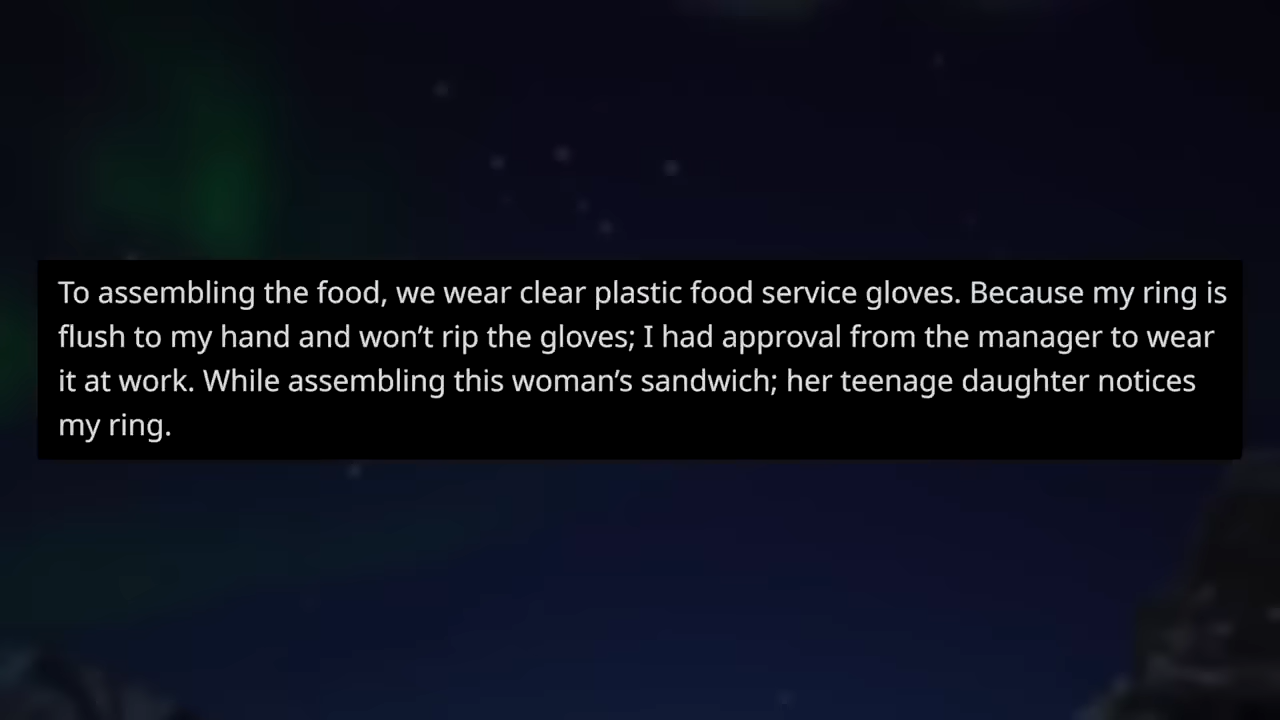 To assembling the food, we wear clear plastic food service gloves. Because my ring is
flush to my hand and won’t rip the gloves; I had approval from the manager to wear
it at work. While assembling this woman’s sandwich; her teenage daughter notices
my ring.